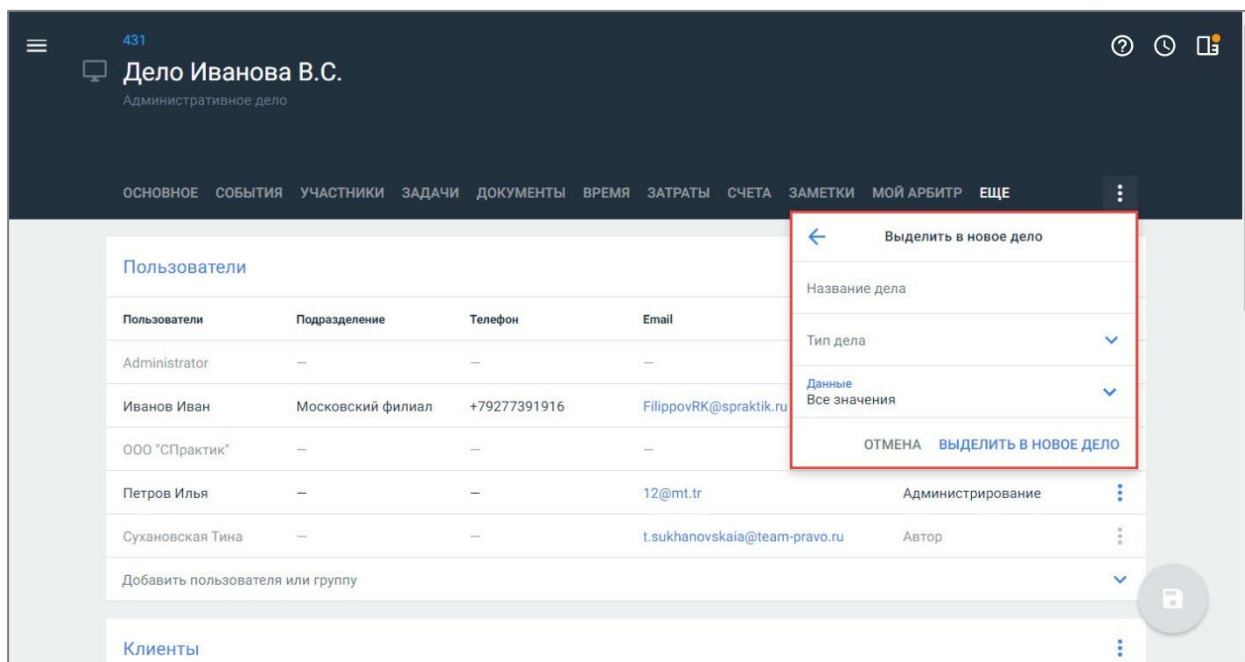 431
Дело Иванова В.С.
Административное дело
ОСНОВНОЕ СОБЫТИЯ УЧАСТНИКИ ЗАДАЧИ ДОКУМЕНТЫ ВРЕМЯ ЗАТРАТЫ СЧЕТА ЗАМЕТКИ МОЙ АРБИТР ЕЩЕ
Выделить в новое дело
Название дела
Тип дела
Данные
Все значения
ОТМЕНА ВЫДЕЛИТЬ В НОВОЕ ДЕЛО
Пользователи
Пользователи Подразделение Телефон Email
Administrator — — —
Иванов Иван Московский филиал +79277391916 FilippovRK@spraktik.ru
ООО "СПрактик" — — —
Петров Илья — — 12@mt.tr Администрирование
Сухановская Тина — — t.sukhanovskaia@team-pravo.ru Автор
Добавить пользователя или группу
Клиенты